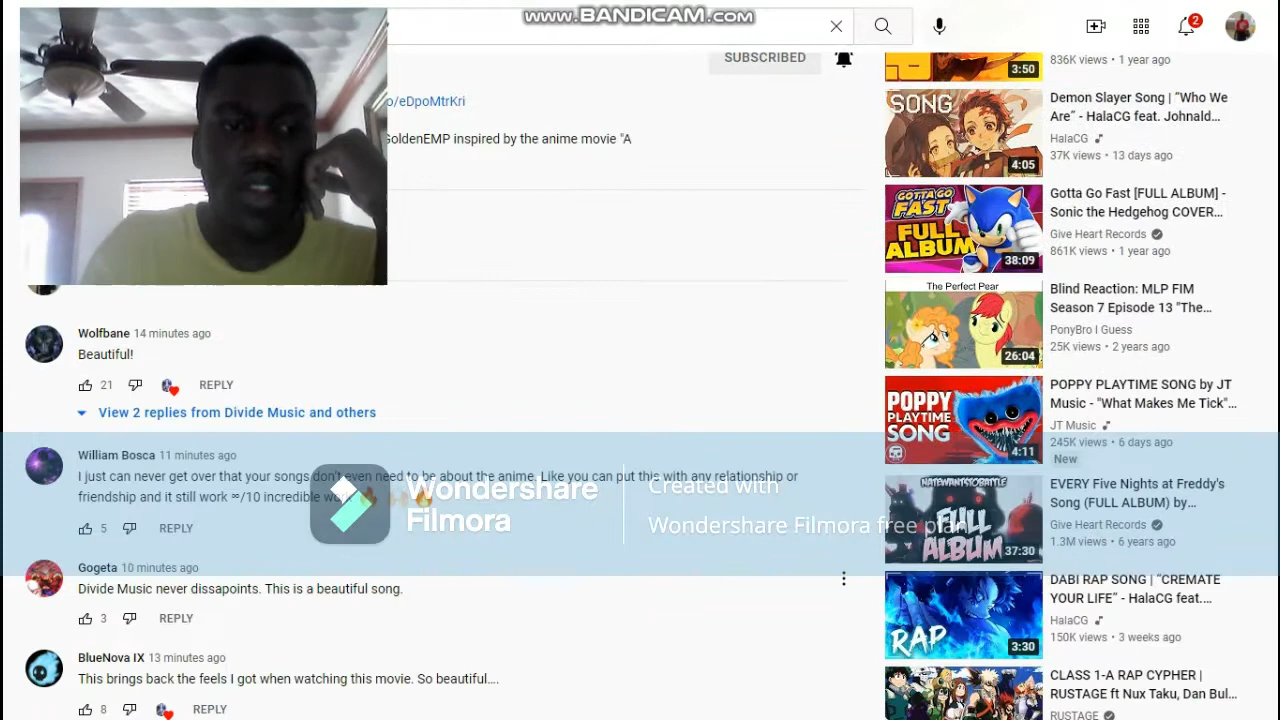 www.BANDICAM.com
2
SUBSCRIBED
o/eDpoMtrKri
GoldenEMP inspired by the anime movie "A
Wolfbane 14 minutes ago
Beautiful!
21
REPLY
View 2 replies from Divide Music and others
William Bosca 11 minutes ago
I just can never get over that your songs don't even need to be about the anime. Like you can put this with any relationship or
friendship and it still work ∞/10 incredible work
5
REPLY
Gogeta 10 minutes ago
Divide Music never dissapoints. This is a beautiful song.
3
REPLY
BlueNova IX 13 minutes ago
This brings back the feels I got when watching this movie. So beautiful....
8
REPLY
Wondershare
Filmora
Created with
Wondershare Filmora free plan
3:50
836K views • 1 year ago
SONG
4:05
Demon Slayer Song | “Who We
Are” - HalaCG feat. Johnald...
HalaCG
37K views • 13 days ago
GOTTA GO
FAST
FULL
ALBUM
38:09
Gotta Go Fast [FULL ALBUM] -
Sonic the Hedgehog COVER...
Give Heart Records
861K views • 1 year ago
The Perfect Pear
26:04
Blind Reaction: MLP FIM
Season 7 Episode 13 "The...
PonyBro I Guess
25K views • 2 years ago
POPPY
PLAYTIME
SONG
4:11
POPPY PLAYTIME SONG by JT
Music - "What Makes Me Tick"...
JT Music
245K views • 6 days ago
New
NATEWANTSTOBATTLE
FULL
ALBUM
37:30
EVERY Five Nights at Freddy's
Song (FULL ALBUM) by...
Give Heart Records
1.3M views • 6 years ago
RAP
3:30
DABI RAP SONG | “CREMATE
YOUR LIFE” - HalaCG feat....
HalaCG
150K views • 3 weeks ago
CLASS 1-A RAP CYPHER |
RUSTAGE ft Nux Taku, Dan Bul...
RUSTAGE